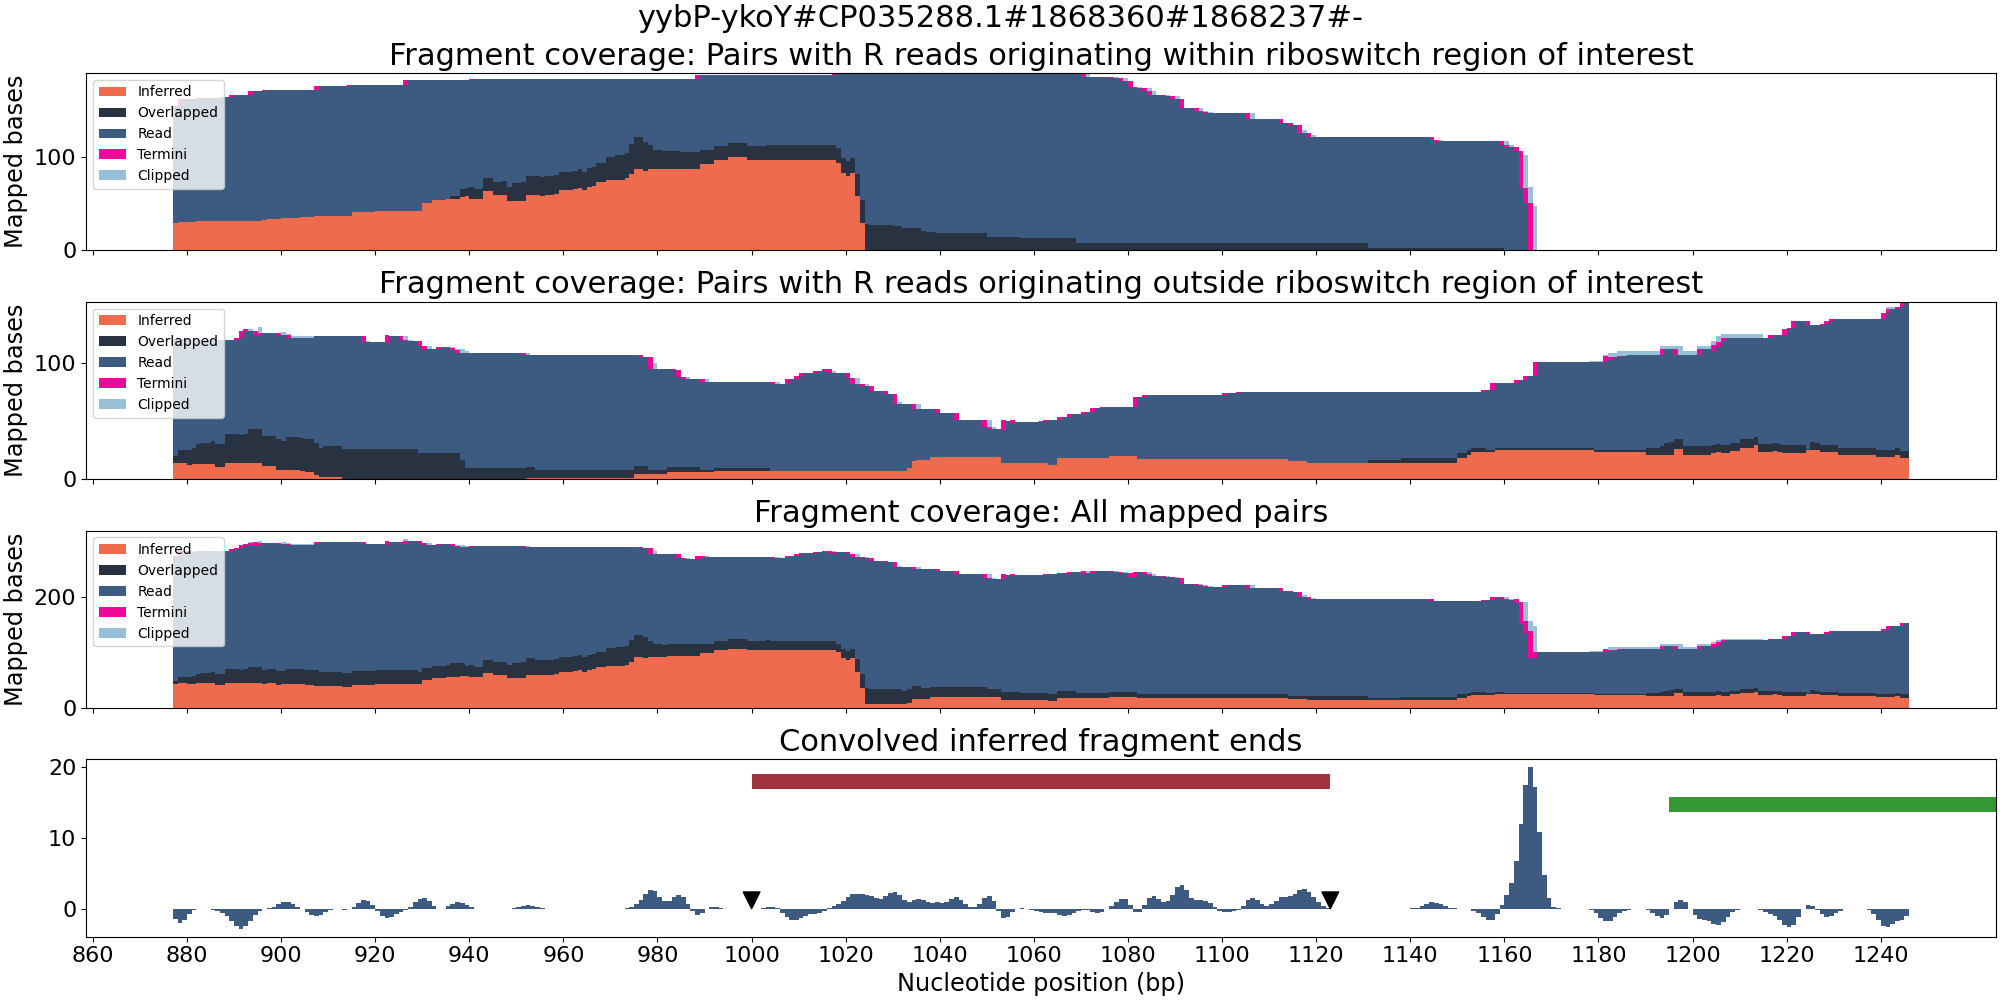 yybP-ykoY#CP035288.1#1868360#1868237#-
Fragment coverage: Pairs with R reads originating within riboswitch region of interest
Mapped bases
100
0
Inferred
Overlapped
Read
Termini
Clipped
Fragment coverage: Pairs with R reads originating outside riboswitch region of interest
Mapped bases
100
0
Inferred
Overlapped
Read
Termini
Clipped
Fragment coverage: All mapped pairs
Mapped bases
200
0
Inferred
Overlapped
Read
Termini
Clipped
Convolved inferred fragment ends
20
10
0
860 880 900 920 940 960 980 1000 1020 1040 1060 1080 1100 1120 1140 1160 1180 1200 1220 1240
Nucleotide position (bp)